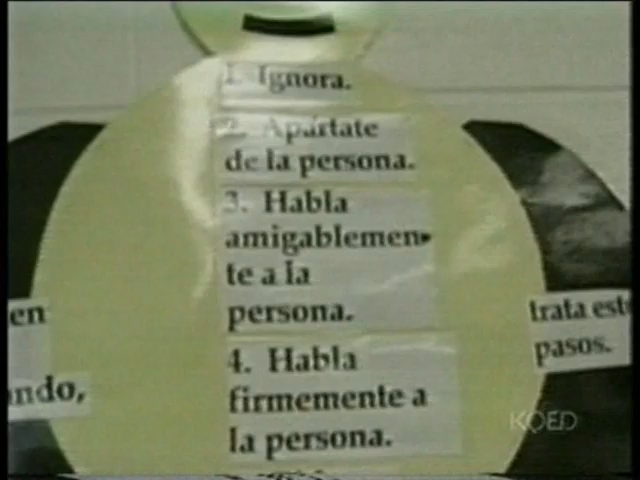 1. Ignora.
2. Apártate
de la persona.
3. Habla
amigablemen-
te a la
persona.
en
trata est
pasos.
ndo,
4. Habla
firmemente a
la persona.
KQED